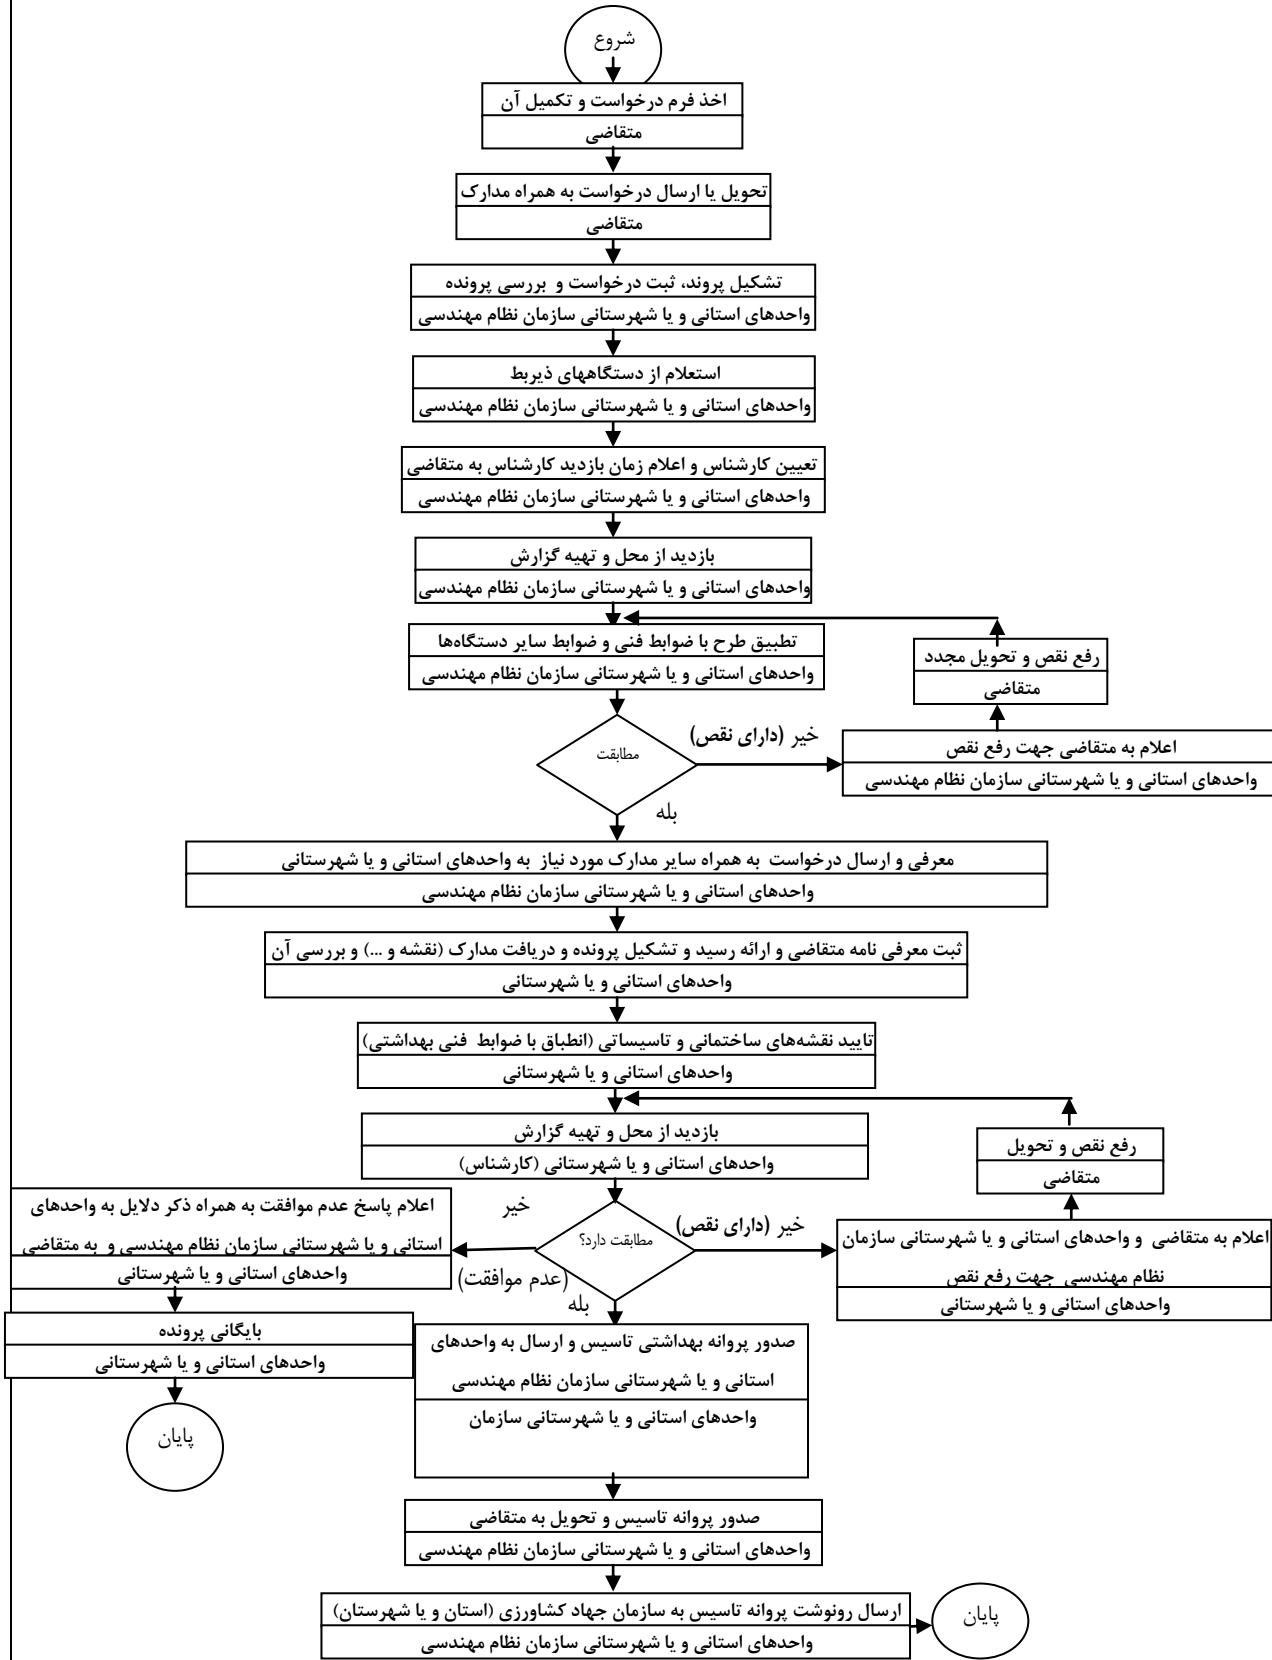 شروع
اخذ فرم درخواست و تکمیل آن
متقاضی
تحویل یا ارسال درخواست به همراه مدارک
متقاضی
تشکیل پروند، ثبت درخواست و بررسی پرونده
واحدهای استانی و یا شهرستانی سازمان نظام مهندسی
استعلام از دستگاههای ذیربط
واحدهای استانی و یا شهرستانی سازمان نظام مهندسی
تعیین کارشناس و اعلام زمان بازدید کارشناس به متقاضی
واحدهای استانی و یا شهرستانی سازمان نظام مهندسی
بازدید از محل و تهیه گزارش
واحدهای استانی و یا شهرستانی سازمان نظام مهندسی
تطبیق طرح با ضوابط فنی و ضوابط سایر دستگاه‌ها
واحدهای استانی و یا شهرستانی سازمان نظام مهندسی
رفع نقص و تحویل مجدد
متقاضی
مطابقت
خیر (دارای نقص)
اعلام به متقاضی جهت رفع نقص
واحدهای استانی و یا شهرستانی سازمان نظام مهندسی
بله
معرفی و ارسال درخواست به همراه سایر مدارک مورد نیاز به واحدهای استانی و یا شهرستانی
واحدهای استانی و یا شهرستانی سازمان نظام مهندسی
ثبت معرفی نامه متقاضی و ارائه رسید و تشکیل پرونده و دریافت مدارک (نقشه و ...) و بررسی آن
واحدهای استانی و یا شهرستانی
تایید نقشه‌های ساختمانی و تاسیساتی (انطباق با ضوابط فنی بهداشتی)
واحدهای استانی و یا شهرستانی
بازدید از محل و تهیه گزارش
واحدهای استانی و یا شهرستانی (کارشناس)
رفع نقص و تحویل
متقاضی
مطابقت دارد؟
خیر (دارای نقص)
اعلام به متقاضی و واحدهای استانی و یا شهرستانی سازمان
نظام مهندسی جهت رفع نقص
واحدهای استانی و یا شهرستانی
خیر
(عدم موافقت)
اعلام پاسخ عدم موافقت به همراه ذکر دلایل به واحدهای
استانی و یا شهرستانی سازمان نظام مهندسی و به متقاضی
واحدهای استانی و یا شهرستانی
بایگانی پرونده
واحدهای استانی و یا شهرستانی
پایان
بله
صدور پروانه بهداشتی تاسیس و ارسال به واحدهای
استانی و یا شهرستانی سازمان نظام مهندسی
واحدهای استانی و یا شهرستانی سازمان
صدور پروانه تاسیس و تحویل به متقاضی
واحدهای استانی و یا شهرستانی سازمان نظام مهندسی
ارسال رونوشت پروانه تاسیس به سازمان جهاد کشاورزی (استان و یا شهرستان)
واحدهای استانی و یا شهرستانی سازمان نظام مهندسی
پایان